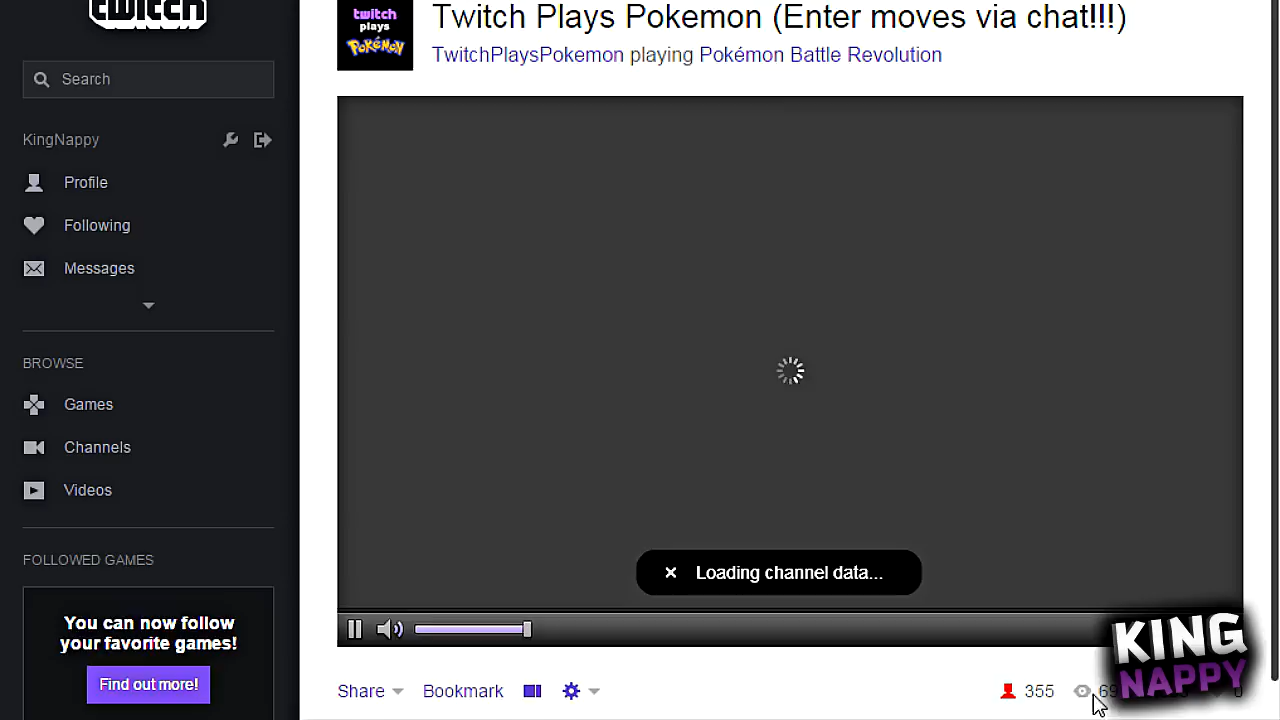 twitch
Search
KingNappy
Profile
Following
Messages
BROWSE
Games
Channels
Videos
FOLLOWED GAMES
You can now follow
your favorite games!
Find out more!
twitch
plays
POKéMON
Twitch Plays Pokemon (Enter moves via chat!!!)
TwitchPlaysPokemon playing Pokémon Battle Revolution
Loading channel data...
Share
Bookmark
355
KING
NAPPY